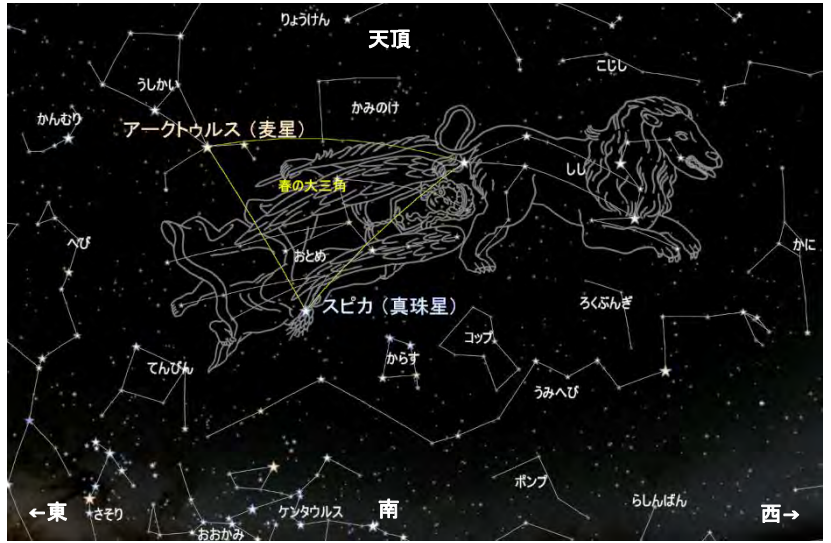 りょうけん
天頂
こじし
うしかい
かみのけ
かんむり
アークトゥルス（麦星）
しし
春の大三角
へび
おとめ
かに
スピカ（真珠星）
ろくぶんぎ
コップ
からす
てんびん
うみへび
ポンプ
らしんばん
←東
さそり
ケンタウルス
南
西→
おおかみ